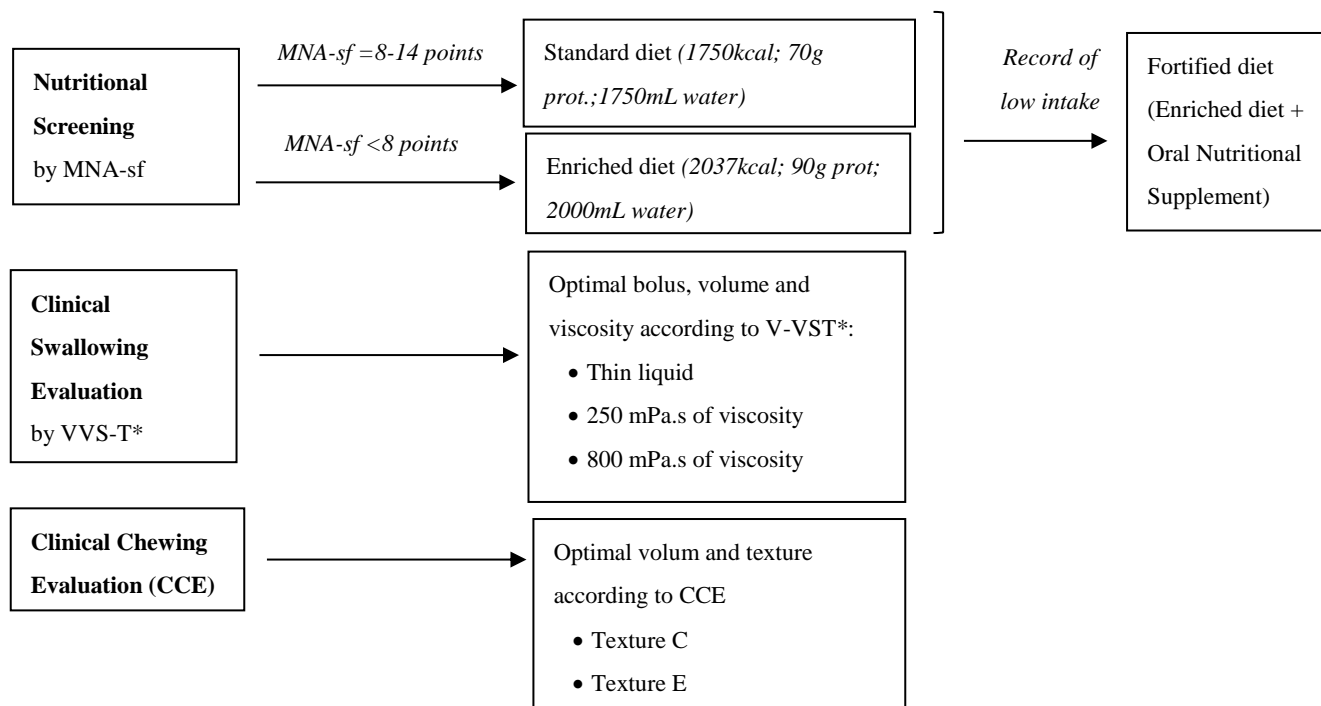 Nutritional
Screening
by MNA-sf
MNA-sf =8-14 points
MNA-sf <8 points
Standard diet (1750kcal; 70g
prot.;1750mL water)
Enriched diet (2037kcal; 90g prot;
2000mL water)
Record of
low intake
Fortified diet
(Enriched diet +
Oral Nutritional
Supplement)
Clinical
Swallowing
Evaluation
by VVS-T*
Optimal bolus, volume and
viscosity according to V-VST*:
• Thin liquid
• 250 mPa.s of viscosity
• 800 mPa.s of viscosity
Clinical Chewing
Evaluation (CCE)
Optimal volum and texture
according to CCE
• Texture C
• Texture E